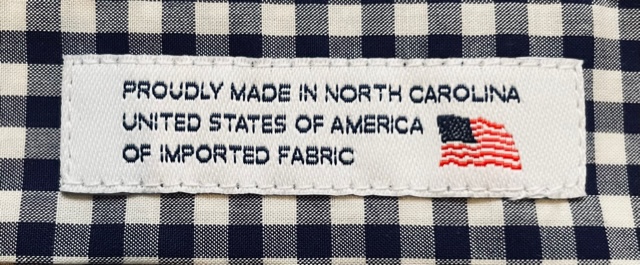 PROUDLY MADE IN NORTH CAROLINA
UNITED STATES OF AMERICA
OF IMPORTED FABRIC